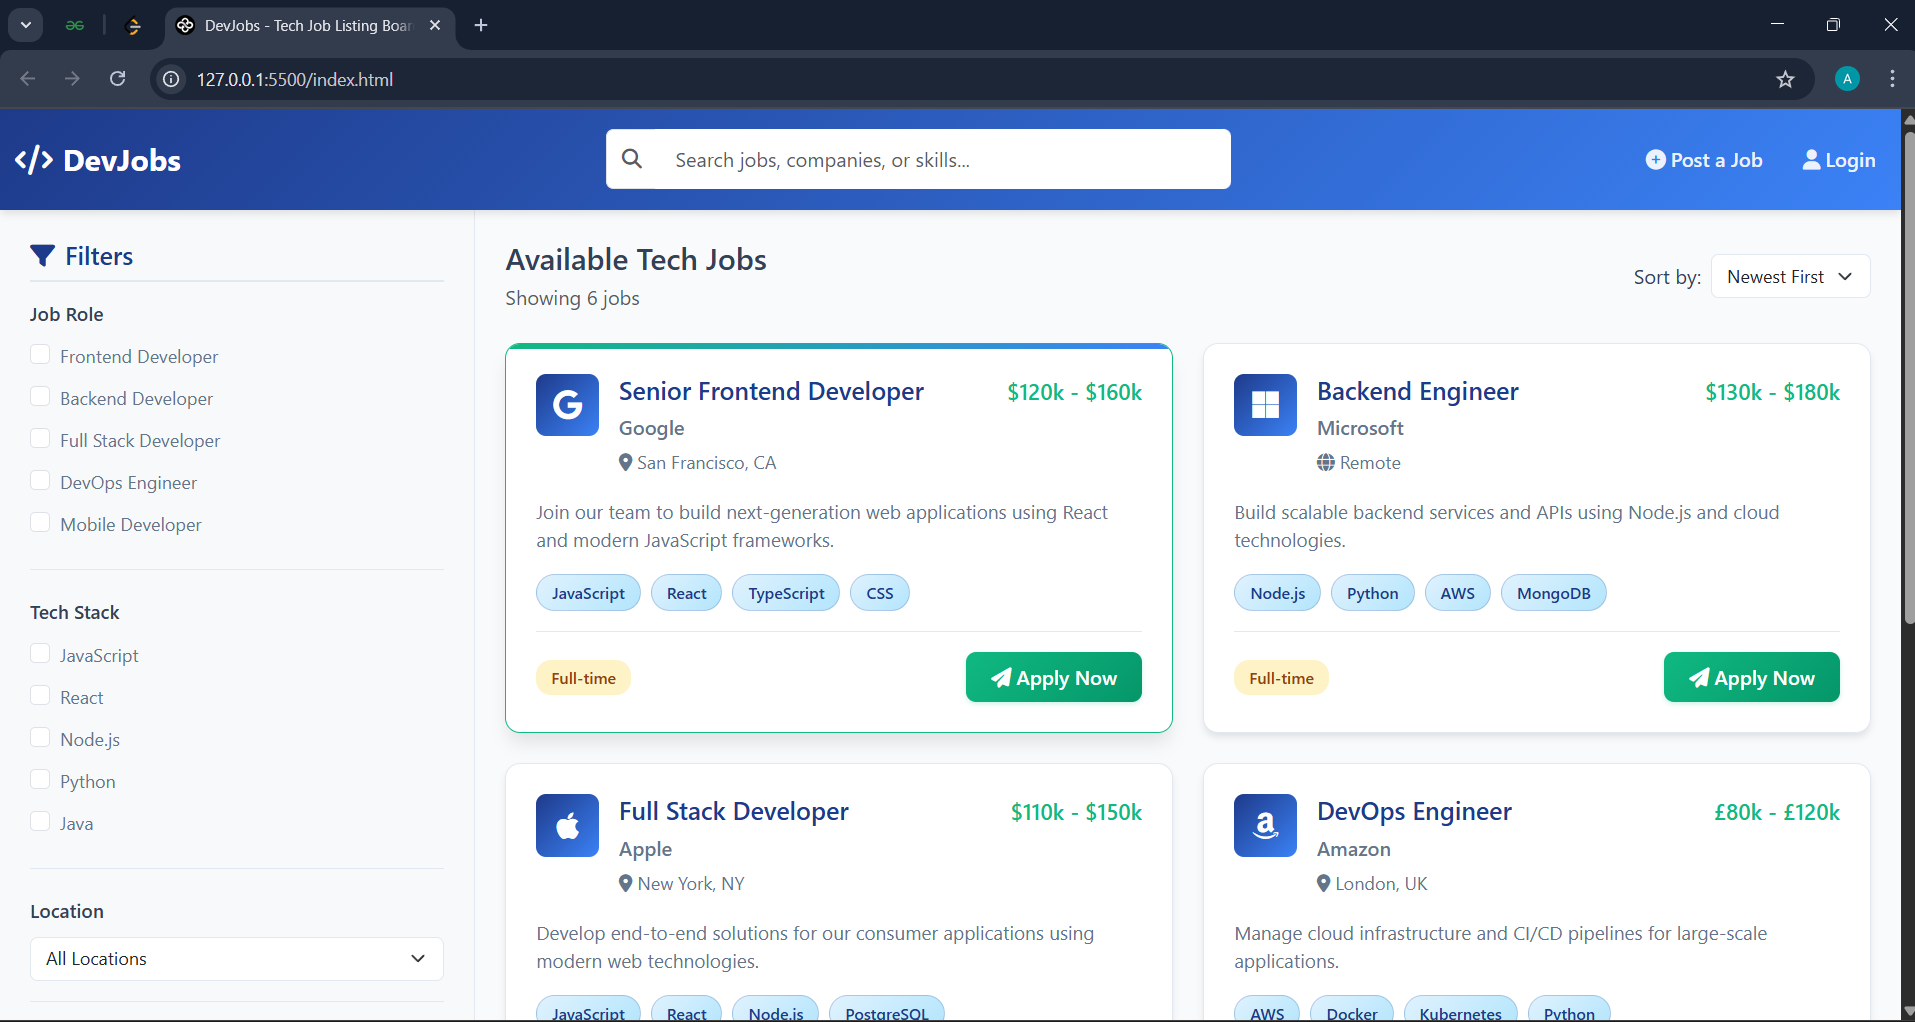 DevJobs - Tech Job Listing Boar
127.0.0.1:5500/index.html
A
</> DevJobs
Search jobs, companies, or skills...
Post a Job
Login
Filters
Job Role
Frontend Developer
Backend Developer
Full Stack Developer
DevOps Engineer
Mobile Developer
Tech Stack
JavaScript
React
Node.js
Python
Java
Location
All Locations
Available Tech Jobs
Showing 6 jobs
Sort by:
Newest First
Senior Frontend Developer
$120k - $160k
Google
San Francisco, CA
Join our team to build next-generation web applications using React
and modern JavaScript frameworks.
JavaScript
React
TypeScript
CSS
Full-time
Apply Now
Backend Engineer
$130k - $180k
Microsoft
Remote
Build scalable backend services and APIs using Node.js and cloud
technologies.
Node.js
Python
AWS
MongoDB
Full-time
Apply Now
Full Stack Developer
$110k - $150k
Apple
New York, NY
Develop end-to-end solutions for our consumer applications using
modern web technologies.
JavaScript
React
Node.js
PostgreSQL
DevOps Engineer
£80k - £120k
Amazon
London, UK
Manage cloud infrastructure and CI/CD pipelines for large-scale
applications.
AWS
Docker
Kubernetes
Python